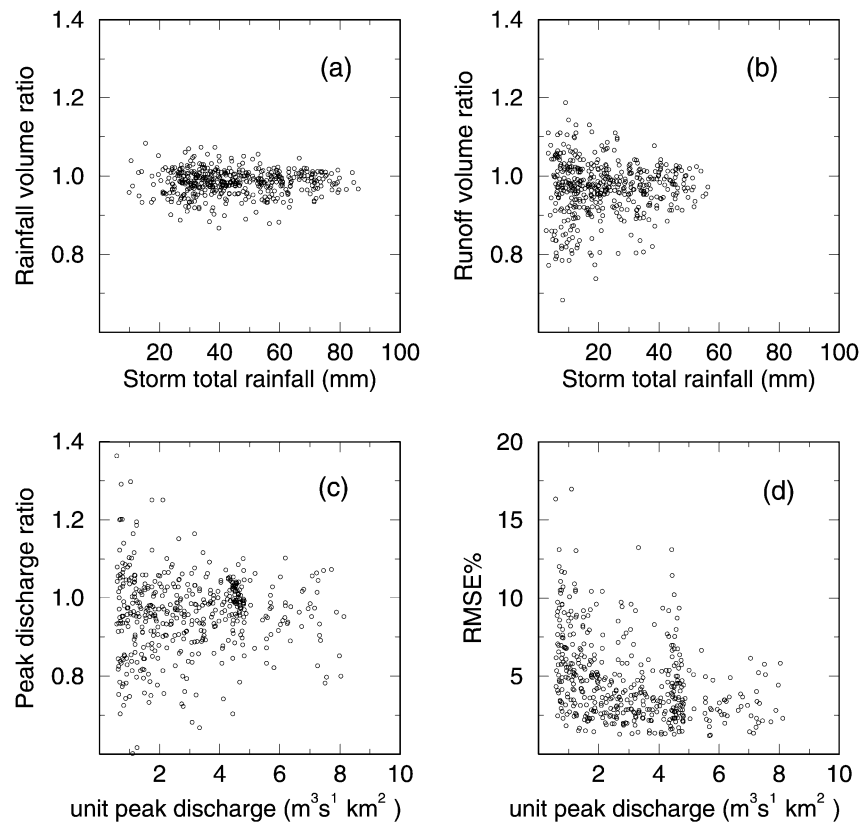 1.4 1.4
(a) (b)
1.2 1.2
Rainfall volume ratio
Runoff volume ratio
1.0 1.0
0.8 0.8
20 40 60 80 100 20 40 60 80 100
Storm total rainfall (mm) Storm total rainfall (mm)
1.4 20
(c) (d)
1.2 15
Peak discharge ratio
RMSE%
1.0 10
0.8 5
2 4 6 8 10 2 4 6 8 10
unit peak discharge (m³s¹ km² ) unit peak discharge (m³s¹ km² )